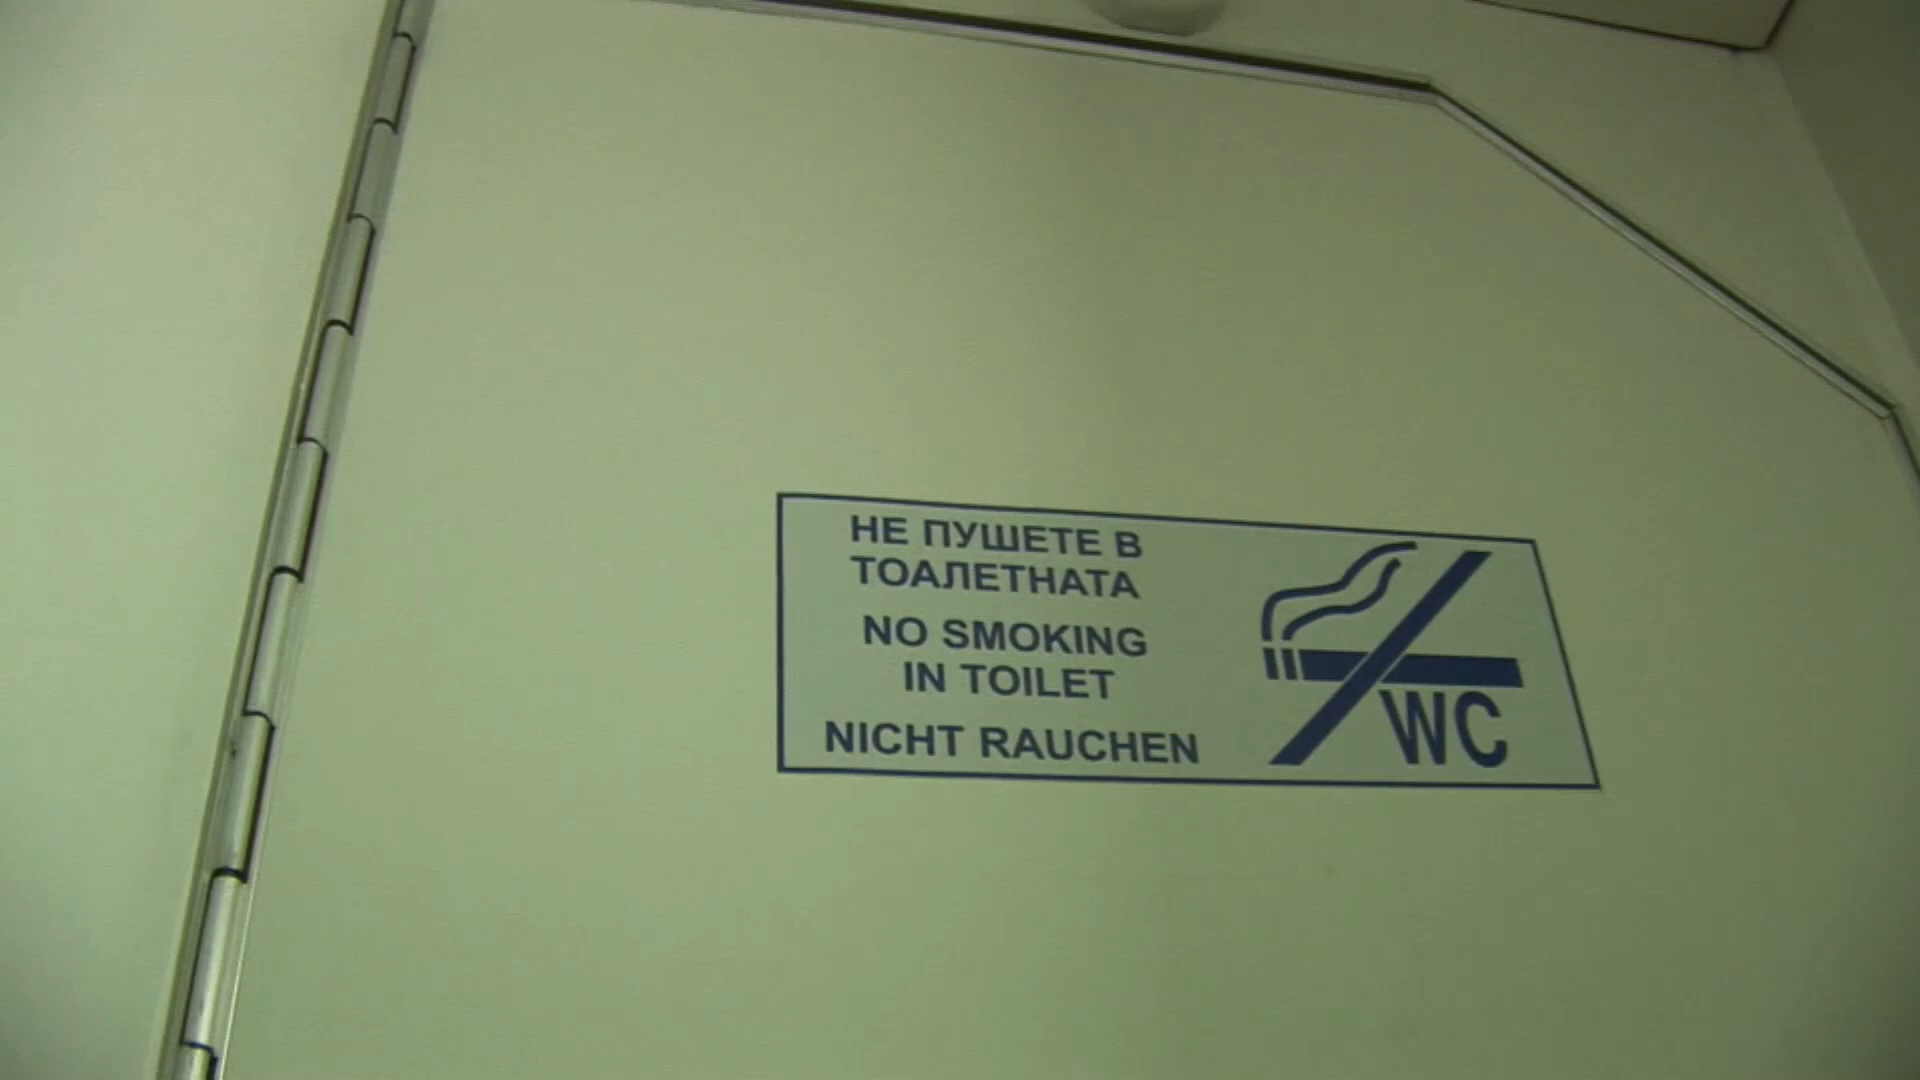 НЕ ПУШЕТЕ В
ТОАЛЕТНАТА
NO SMOKING
IN TOILET
NICHT RAUCHEN
WC